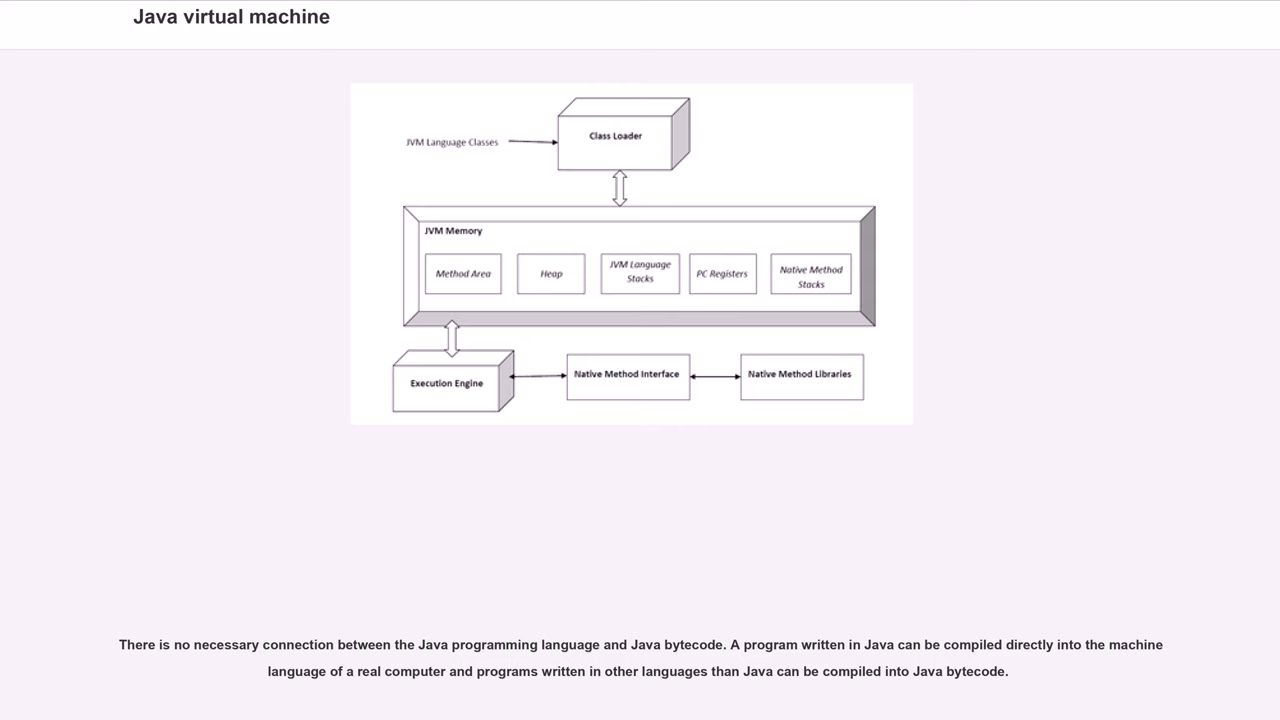 Java virtual machine
Class Loader
JVM Language Classes
JVM Memory
Method Area
Heap
JVM Language
Stacks
PC Registers
Native Method
Stacks
Execution Engine
Native Method Interface
Native Method Libraries
There is no necessary connection between the Java programming language and Java bytecode. A program written in Java can be compiled directly into the machine
language of a real computer and programs written in other languages than Java can be compiled into Java bytecode.